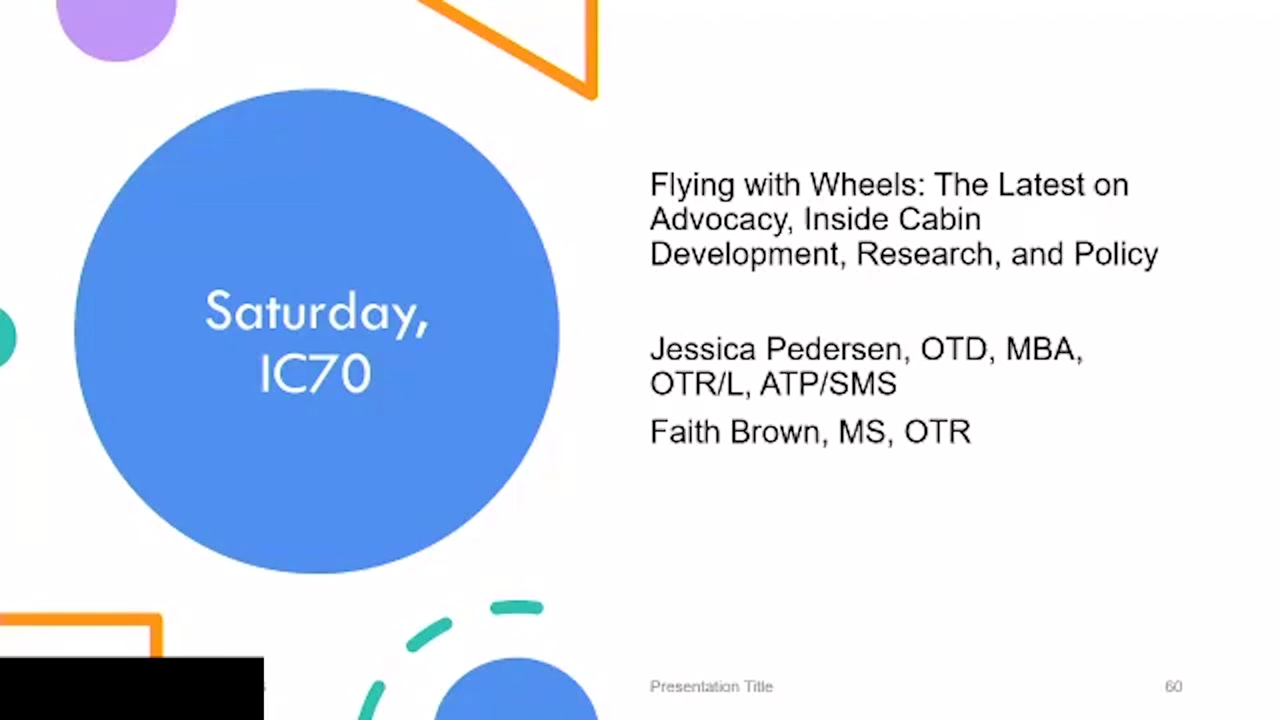 Saturday,
IC70
Flying with Wheels: The Latest on
Advocacy, Inside Cabin
Development, Research, and Policy
Jessica Pedersen, OTD, MBA,
OTR/L, ATP/SMS
Faith Brown, MS, OTR
Presentation Title
60